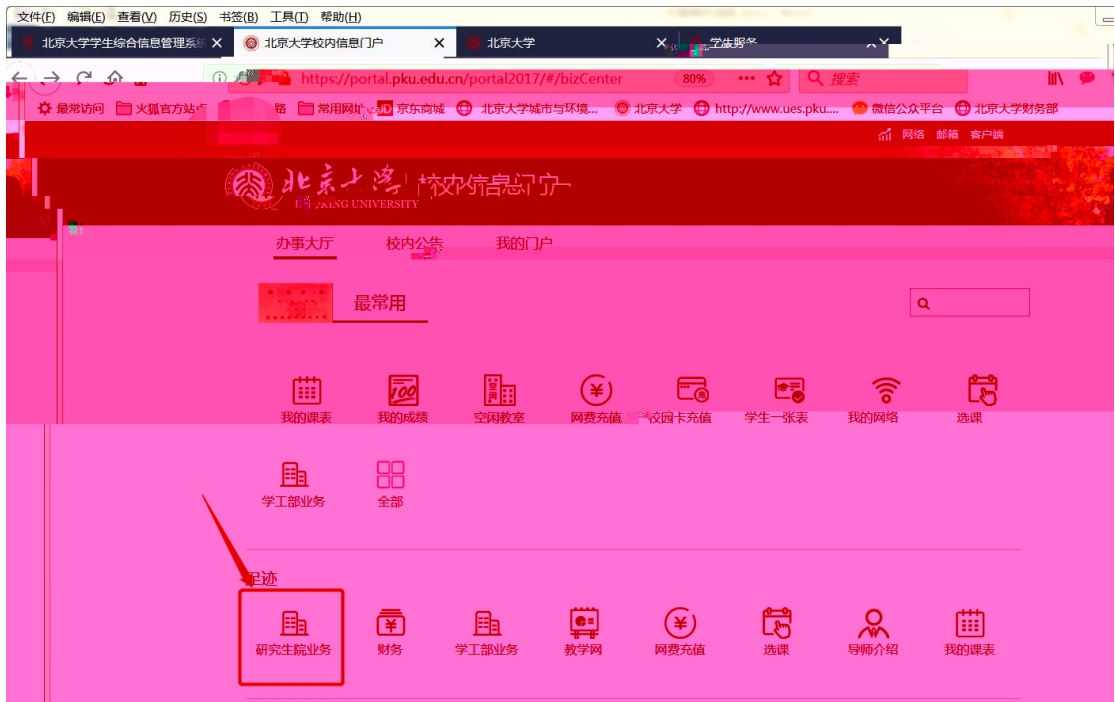 文件(F) 编辑(E) 查看(V) 历史(S) 书签(B) 工具(T) 帮助(H)
北京大学学生综合信息管理系统 北京大学校内信息门户 北京大学
https://portal.pku.edu.cn/portal2017/#/bizCenter 80% 搜索
最常访问 火狐官方站点 常用网址 JD 京东商城 北京大学城市与环境... 北京大学 http://www.ues.pku.... 微信公众平台 北京大学财务部
网络 邮箱 客户端
北京大学 校内信息门户
UNIVERSITY
办事大厅 校内公告 我的门户
最常用
我的课表 我的成绩 空闲教室 网费充值 校园卡充值 学生一张表 我的网络 选课
学工部业务 全部
足迹
研究生院业务 财务 学工部业务 教学网 网费充值 选课 导师介绍 我的课表